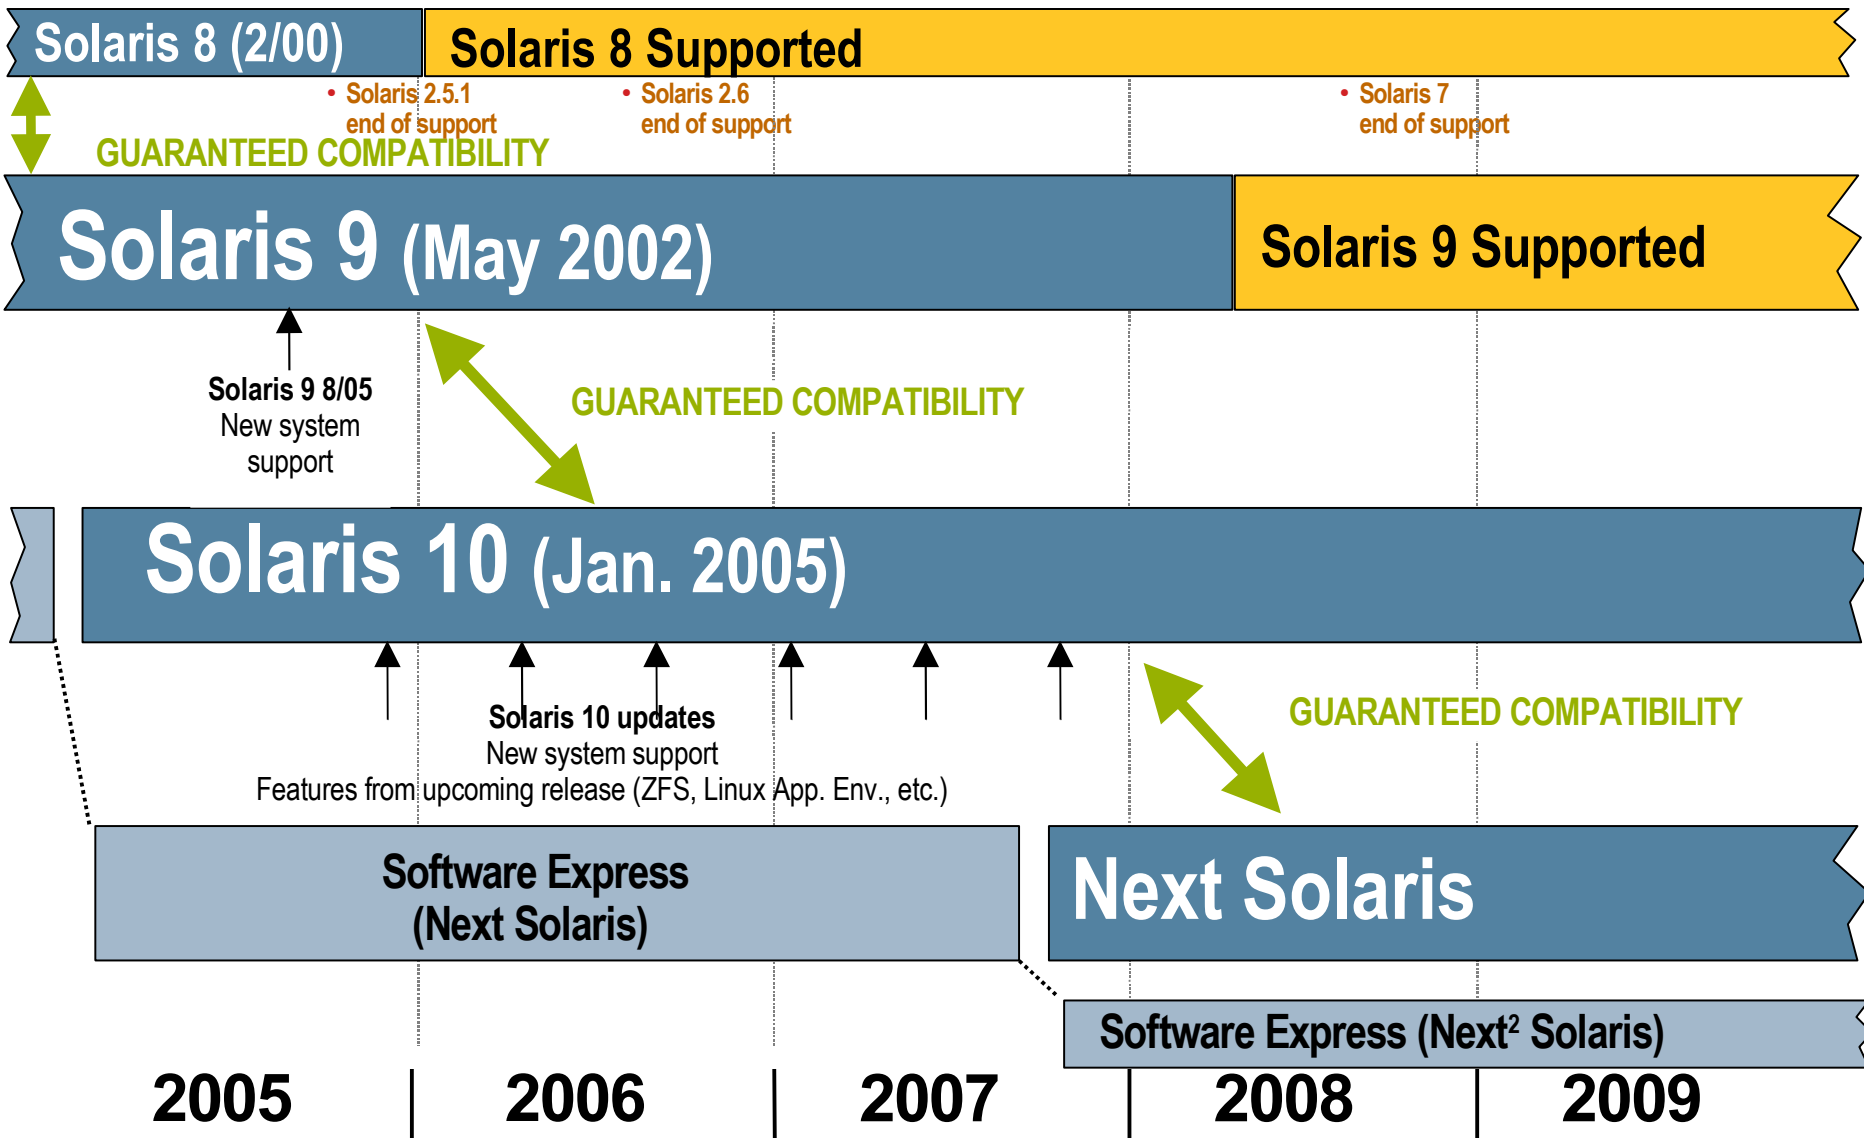 Solaris 8 (2/00)
Solaris 8 Supported
• Solaris 2.5.1
end of support
• Solaris 2.6
end of support
• Solaris 7
end of support
GUARANTEED COMPATIBILITY
Solaris 9 (May 2002)
Solaris 9 Supported
Solaris 9 8/05
New system
support
GUARANTEED COMPATIBILITY
Solaris 10 (Jan. 2005)
Solaris 10 updates
New system support
Features from upcoming release (ZFS, Linux App. Env., etc.)
GUARANTEED COMPATIBILITY
Software Express
(Next Solaris)
Next Solaris
Software Express (Next² Solaris)
2005
2006
2007
2008
2009